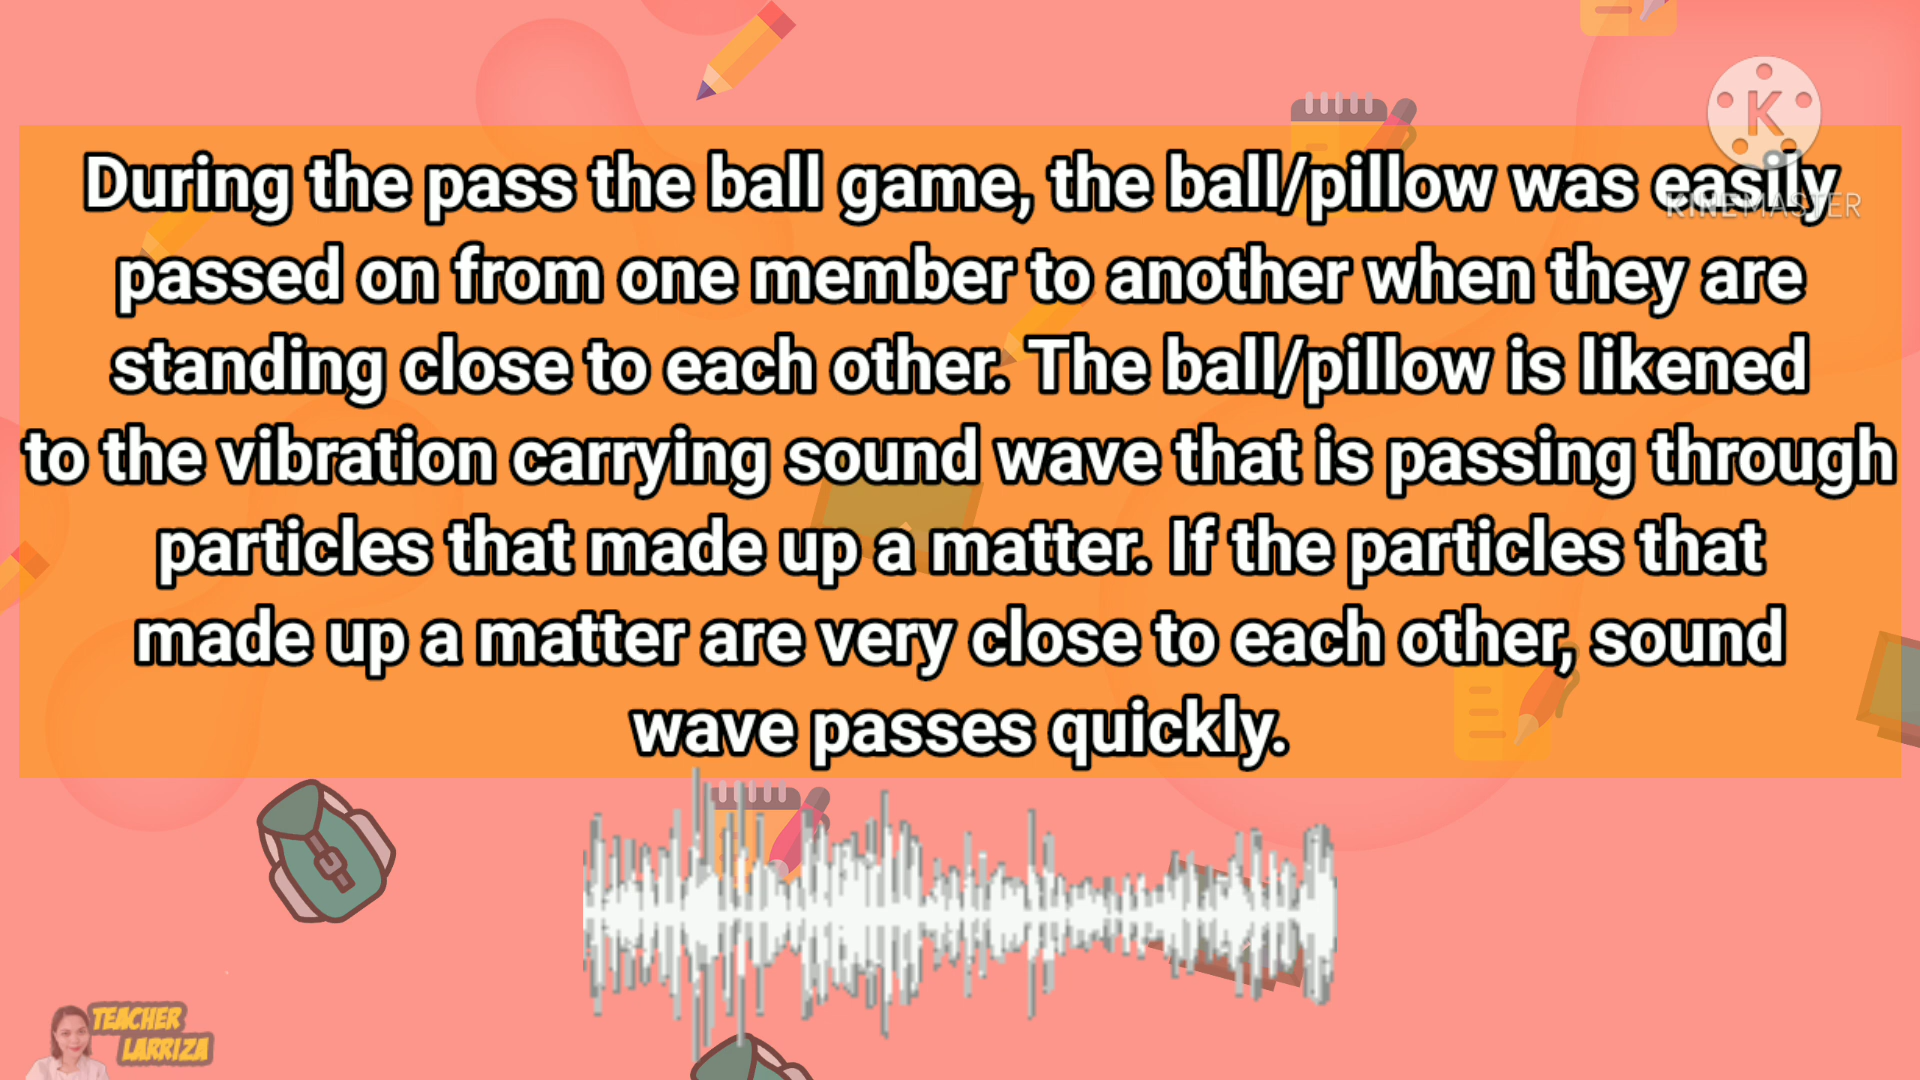 During the pass the ball game, the ball/pillow was easily
passed on from one member to another when they are
standing close to each other. The ball/pillow is likened
to the vibration carrying sound wave that is passing through
particles that made up a matter. If the particles that
made up a matter are very close to each other, sound
wave passes quickly.
K
KINEMASTER
TEACHER
LARRIZA